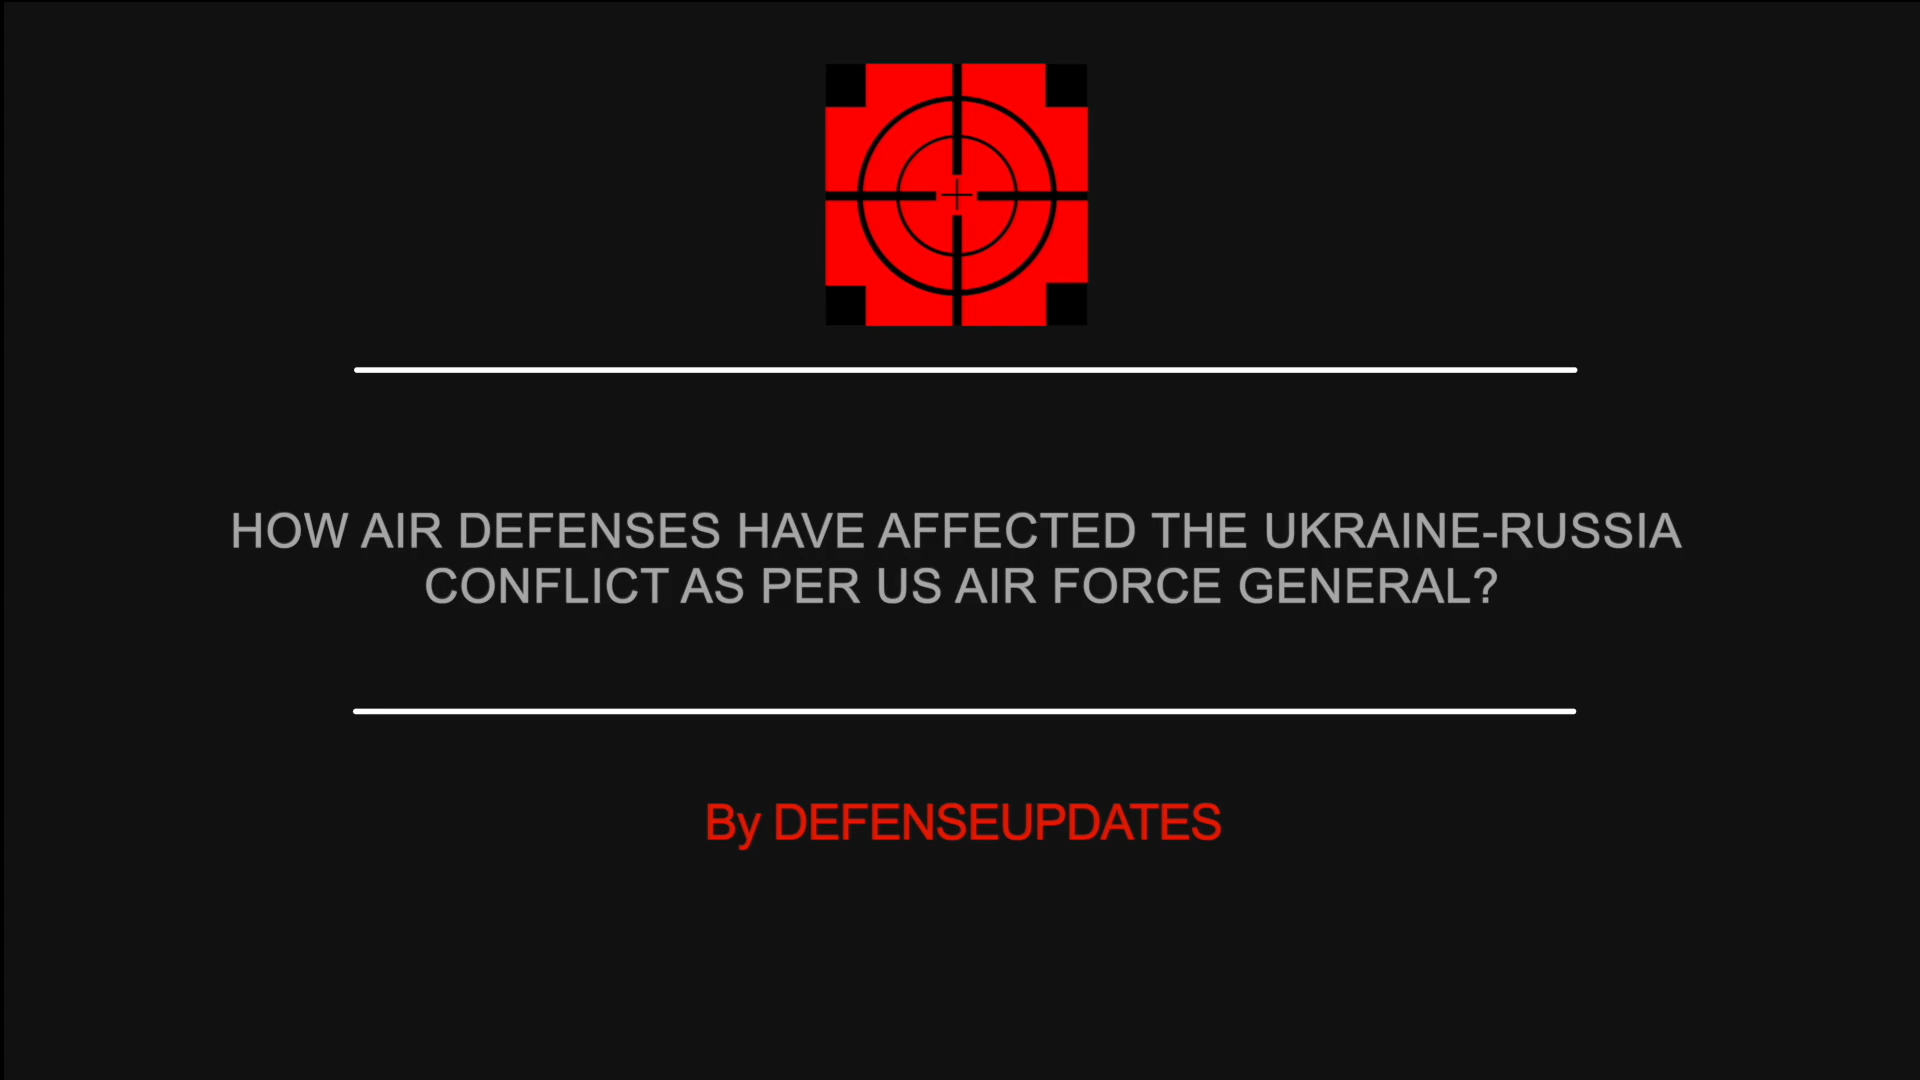 HOW AIR DEFENSES HAVE AFFECTED THE UKRAINE-RUSSIA
CONFLICT AS PER US AIR FORCE GENERAL?
By DEFENSEUPDATES